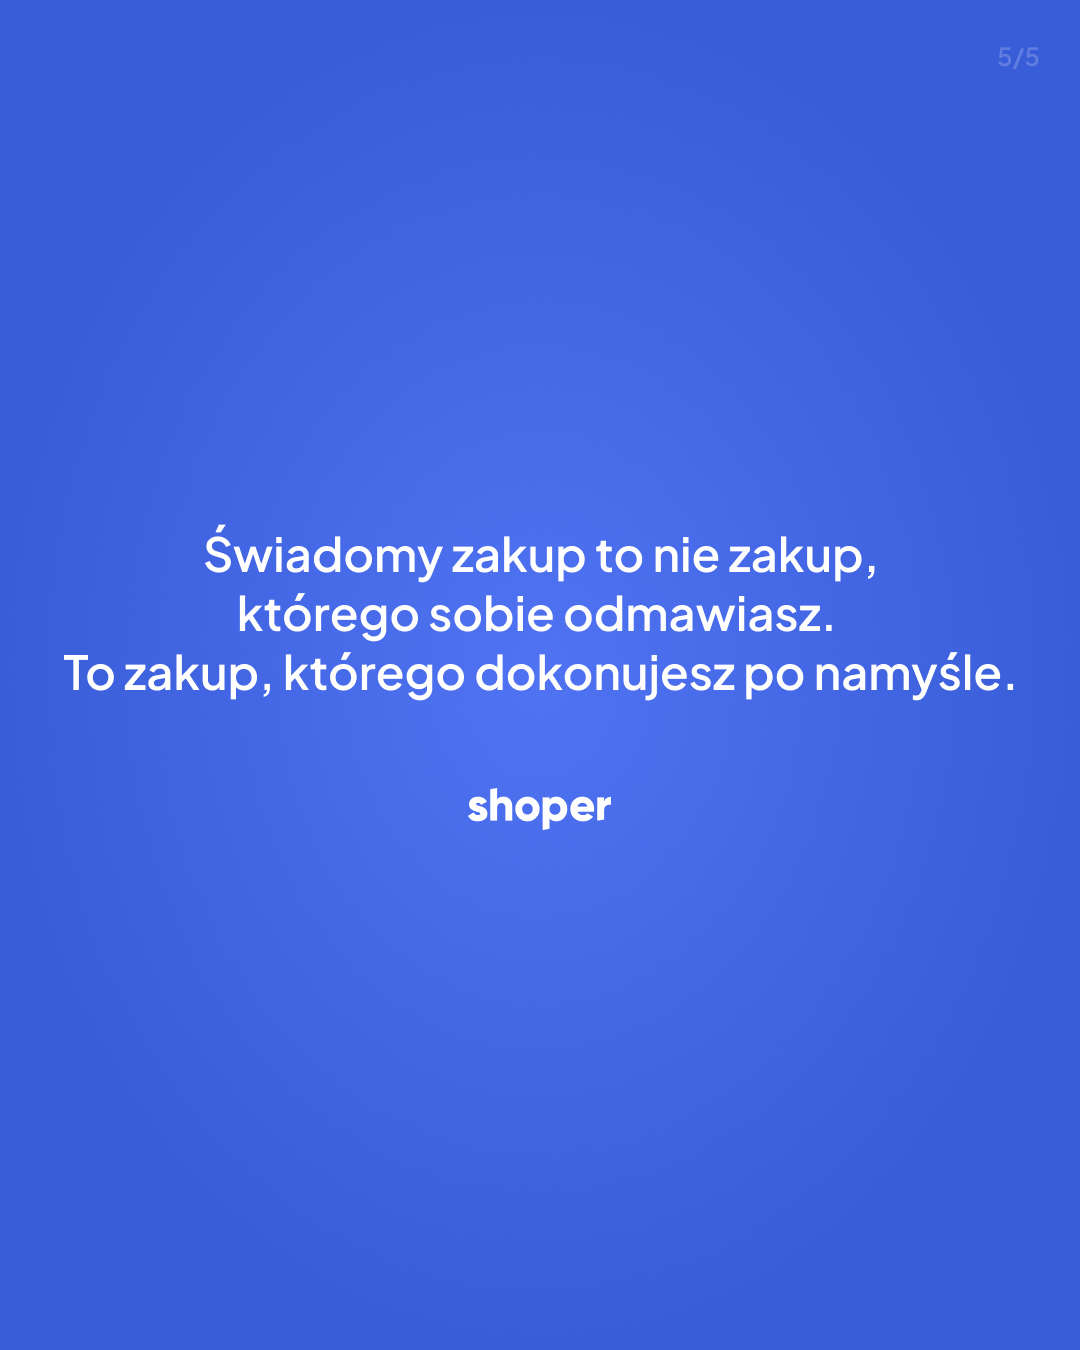 5/5
Świadomy zakup to nie zakup,
którego sobie odmawiasz.
To zakup, którego dokonujesz po namyśle.
shoper